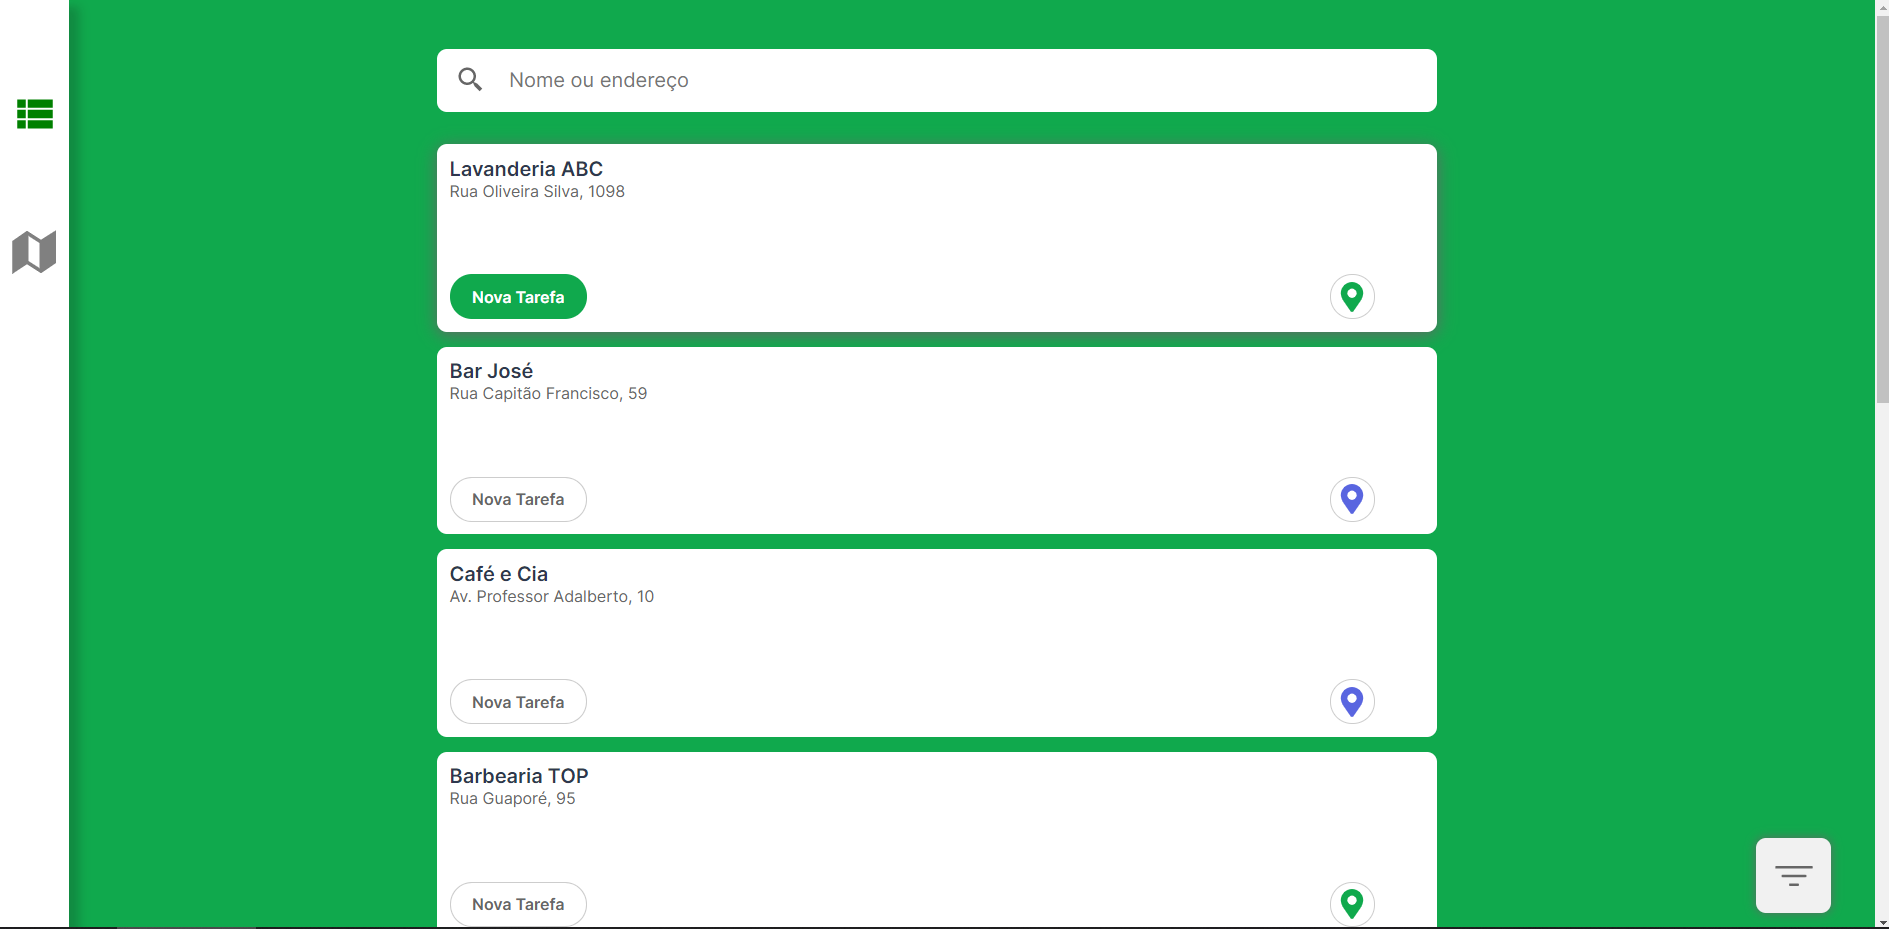 Nome ou endereço
Lavanderia ABC
Rua Oliveira Silva, 1098
Nova Tarefa
Bar José
Rua Capitão Francisco, 59
Nova Tarefa
Café e Cia
Av. Professor Adalberto, 10
Nova Tarefa
Barbearia TOP
Rua Guaporé, 95
Nova Tarefa